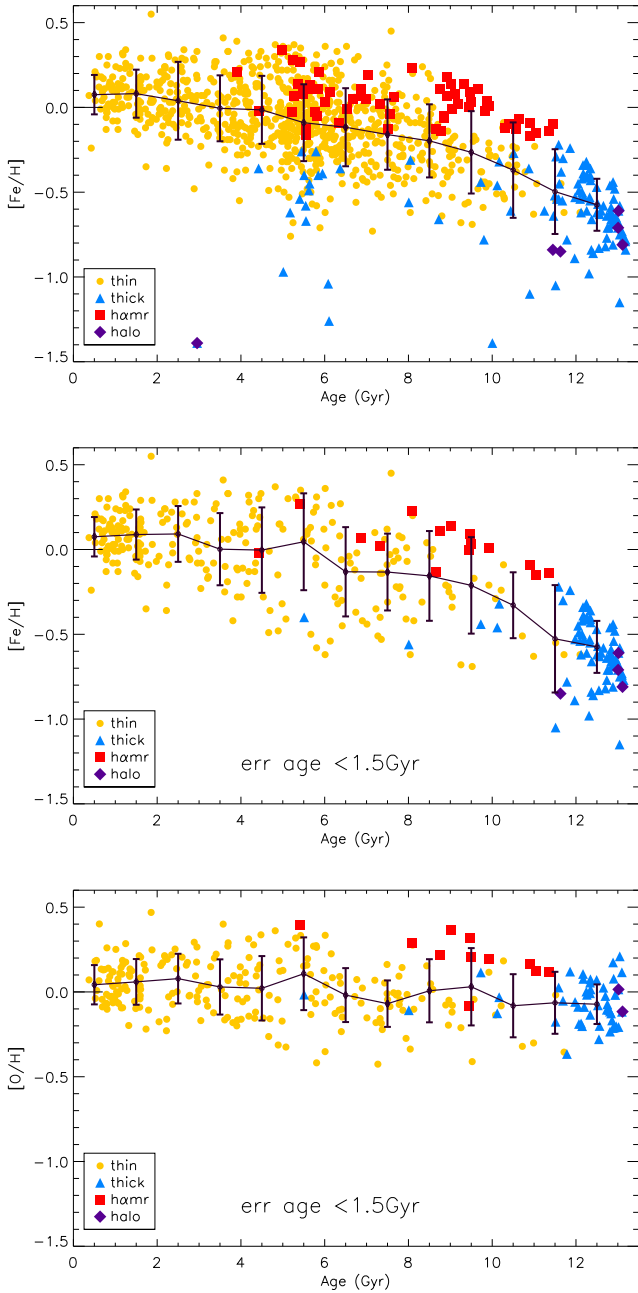 0.5
0.0
−0.5
−1.0
−1.5
[Fe/H]
thin
thick
hαmr
halo
0 2 4 6 8 10 12
Age (Gyr)
0.5
0.0
−0.5
−1.0
−1.5
[Fe/H]
thin
thick
hαmr
halo
err age <1.5Gyr
0 2 4 6 8 10 12
Age (Gyr)
0.5
0.0
−0.5
−1.0
−1.5
[O/H]
thin
thick
hαmr
halo
err age <1.5Gyr
0 2 4 6 8 10 12
Age (Gyr)